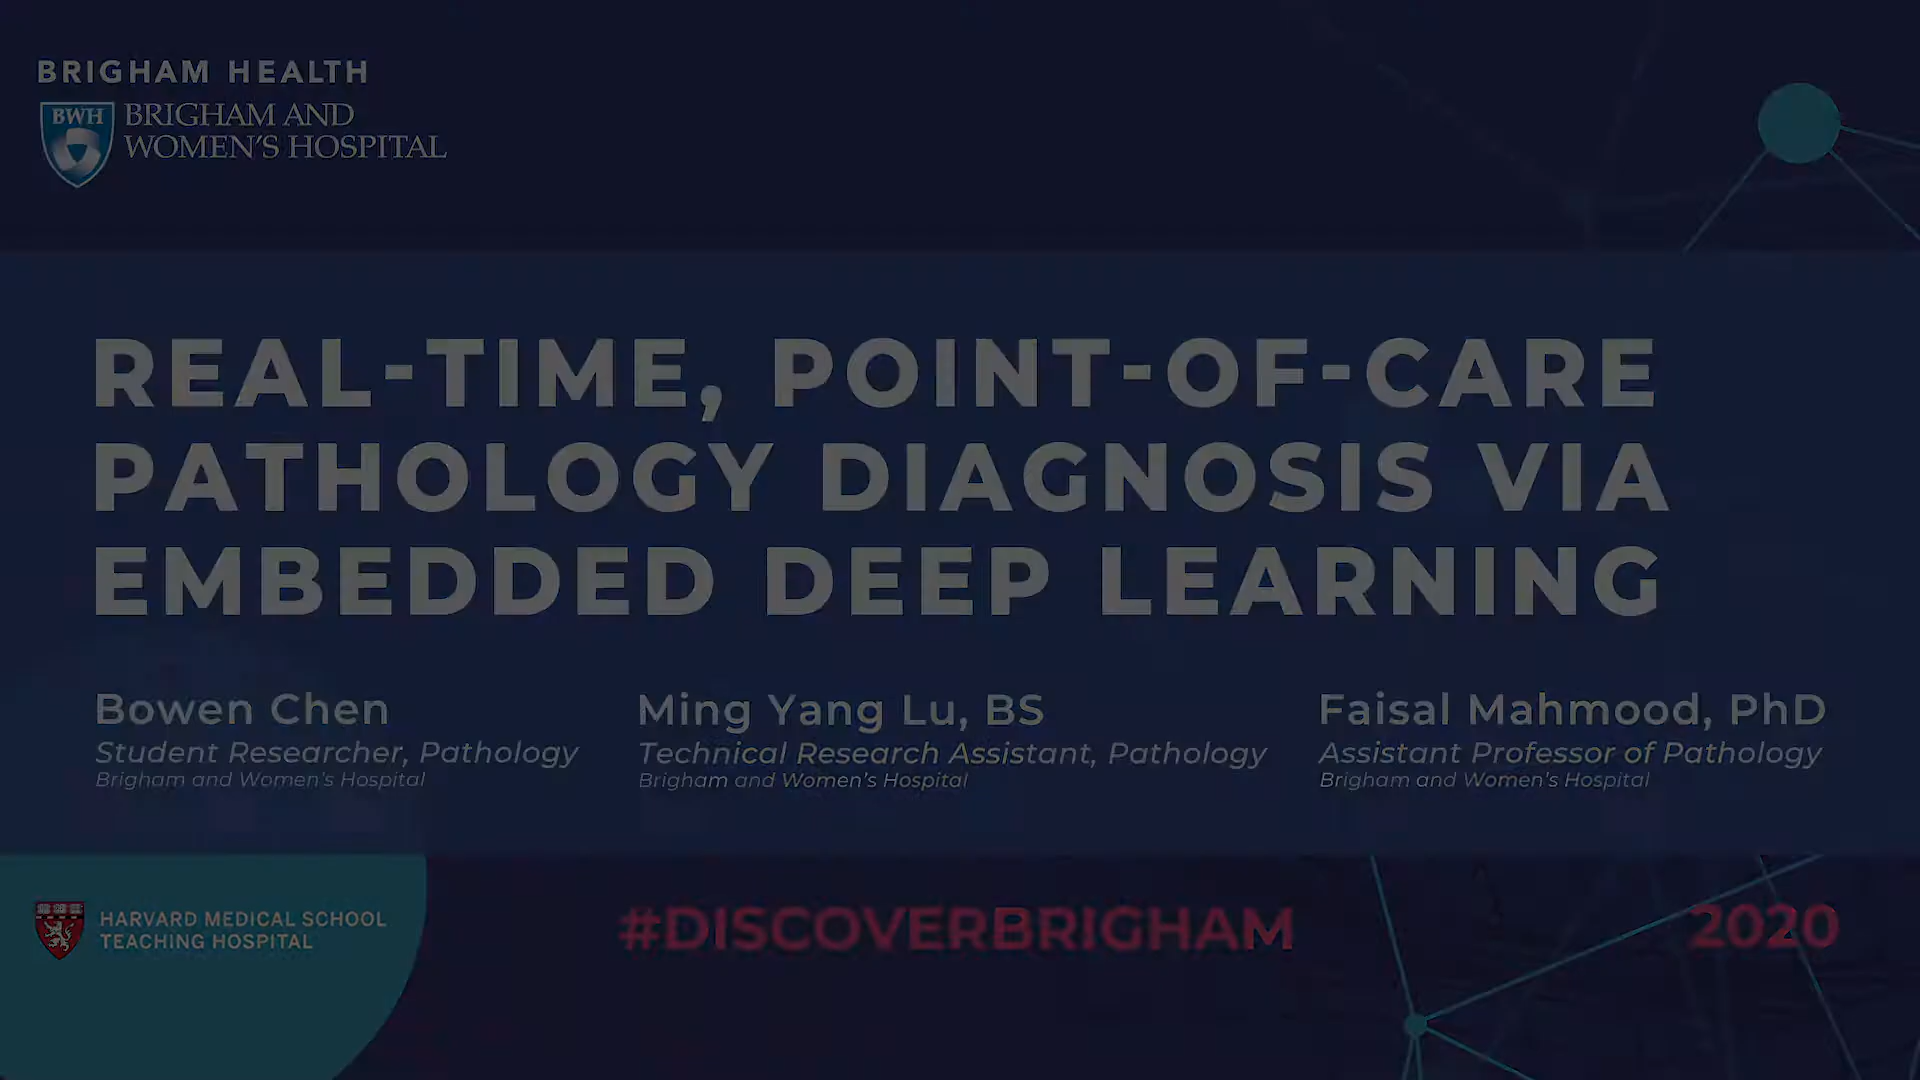 BRIGHAM HEALTH
BWH
BRIGHAM AND
WOMEN'S HOSPITAL
REAL-TIME, POINT-OF-CARE
PATHOLOGY DIAGNOSIS VIA
EMBEDDED DEEP LEARNING
Bowen Chen
Student Researcher, Pathology
Brigham and Women's Hospital
Ming Yang Lu, BS
Technical Research Assistant, Pathology
Brigham and Women's Hospital
Faisal Mahmood, PhD
Assistant Professor of Pathology
Brigham and Women's Hospital
HARVARD MEDICAL SCHOOL
TEACHING HOSPITAL
#DISCOVERBRIGHAM
2020